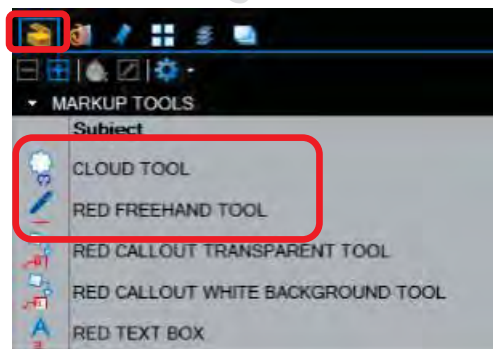 MARKUP TOOLS
Subject
CLOUD TOOL
RED FREEHAND TOOL
RED CALLOUT TRANSPARENT TOOL
RED CALLOUT WHITE BACKGROUND TOOL
RED TEXT BOX